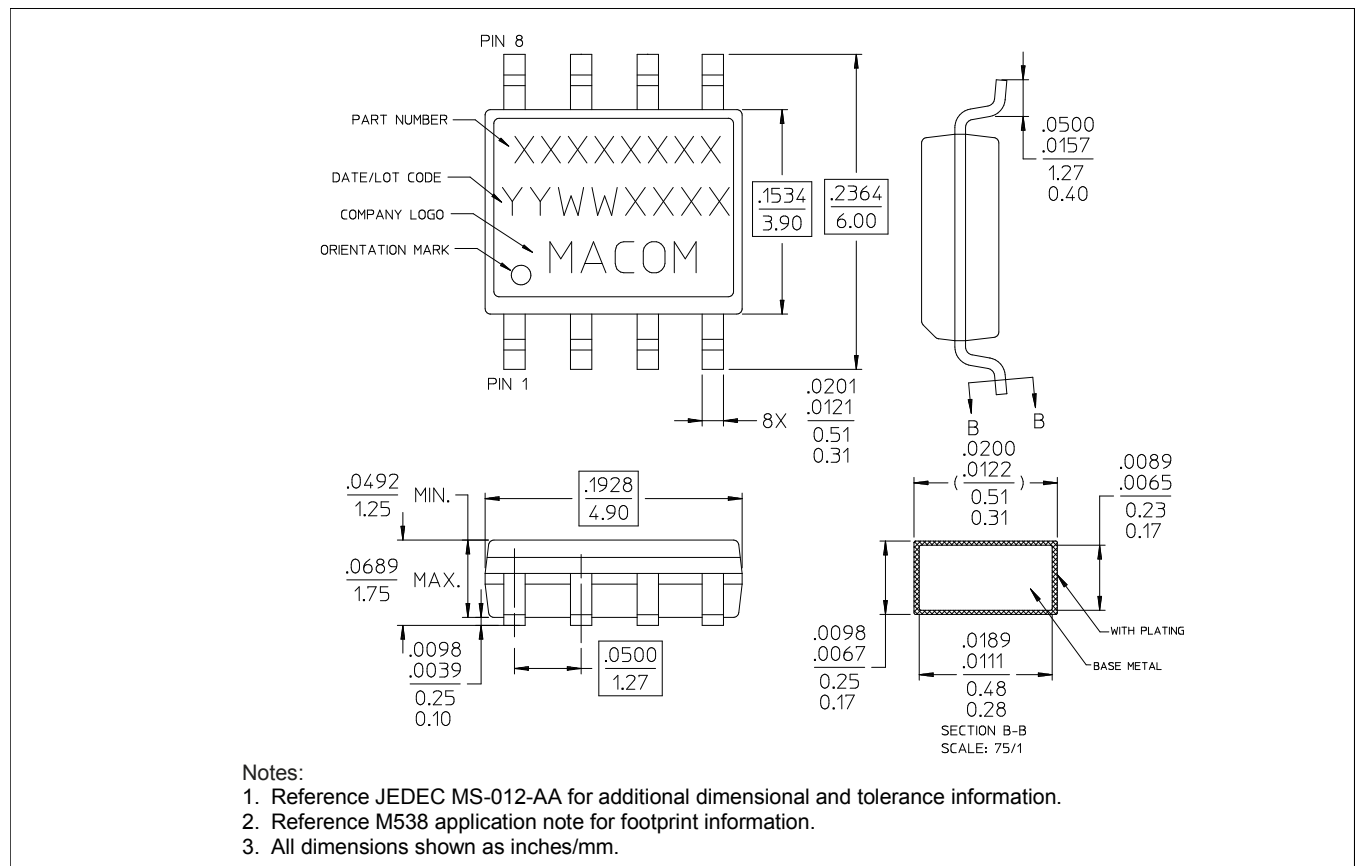 PIN 8
PART NUMBER
XXXXXXXX
DATE/LOT CODE
YYWWXXXX
COMPANY LOGO
MACOM
ORIENTATION MARK
PIN 1
.1534
3.90
.2364
6.00
.0500
.0157
1.27
0.40
8X
.0201
.0121
0.51
0.31
B
B
.0492
1.25
MIN.
.0689
1.75
MAX.
.1928
4.90
.0098
.0039
0.25
0.10
.0500
1.27
.0200
( .0122 )
0.51
0.31
.0089
.0065
0.23
0.17
.0098
.0067
0.25
0.17
.0189
.0111
0.48
0.28
WITH PLATING
BASE METAL
SECTION B-B
SCALE: 75/1
Notes:
1. Reference JEDEC MS-012-AA for additional dimensional and tolerance information.
2. Reference M538 application note for footprint information.
3. All dimensions shown as inches/mm.